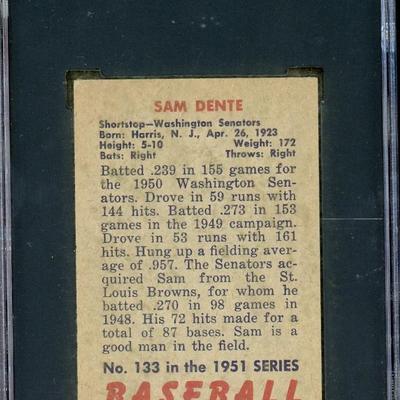 SAM DENTE
Shortstop—Washington Senators
Born: Harris, N. J., Apr. 26, 1923
Height: 5-10 Weight: 172
Bats: Right Throws: Right
Batted .239 in 155 games for
the 1950 Washington Sen-
ators. Drove in 59 runs with
144 hits. Batted .273 in 153
games in the 1949 campaign.
Drove in 53 runs with 161
hits. Hung up a fielding aver-
age of .957. The Senators ac-
quired Sam from the St.
Louis Browns, for whom he
batted .270 in 98 games in
1948. His 72 hits made for a
total of 87 bases. Sam is a
good man in the field.
No. 133 in the 1951 SERIES
BASEBALL